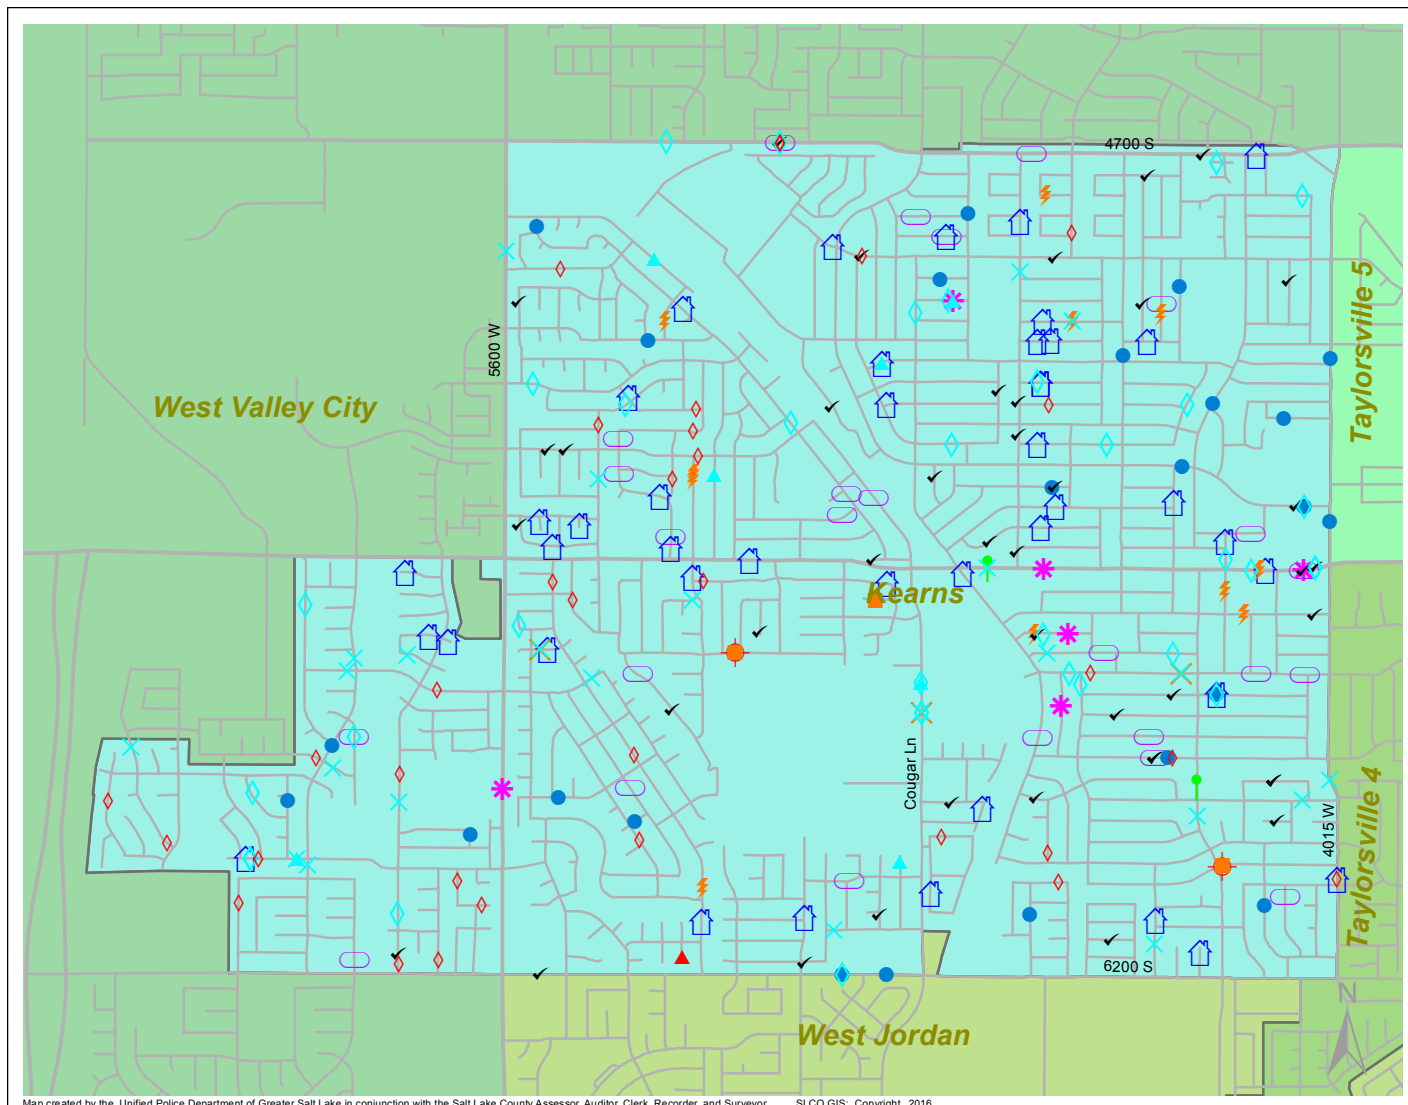 4700 S
Taylorsville 5
5600 W
West Valley City
Kearns
Cougar Ln
4015 W
Taylorsville 4
6200 S
N
West Jordan
Map created by the Unified Police Department of Greater Salt Lake in conjunction with the Salt Lake County Assessor, Auditor, Clerk, Recorder, and Surveyor. SLCO GIS: Copyright, 2016